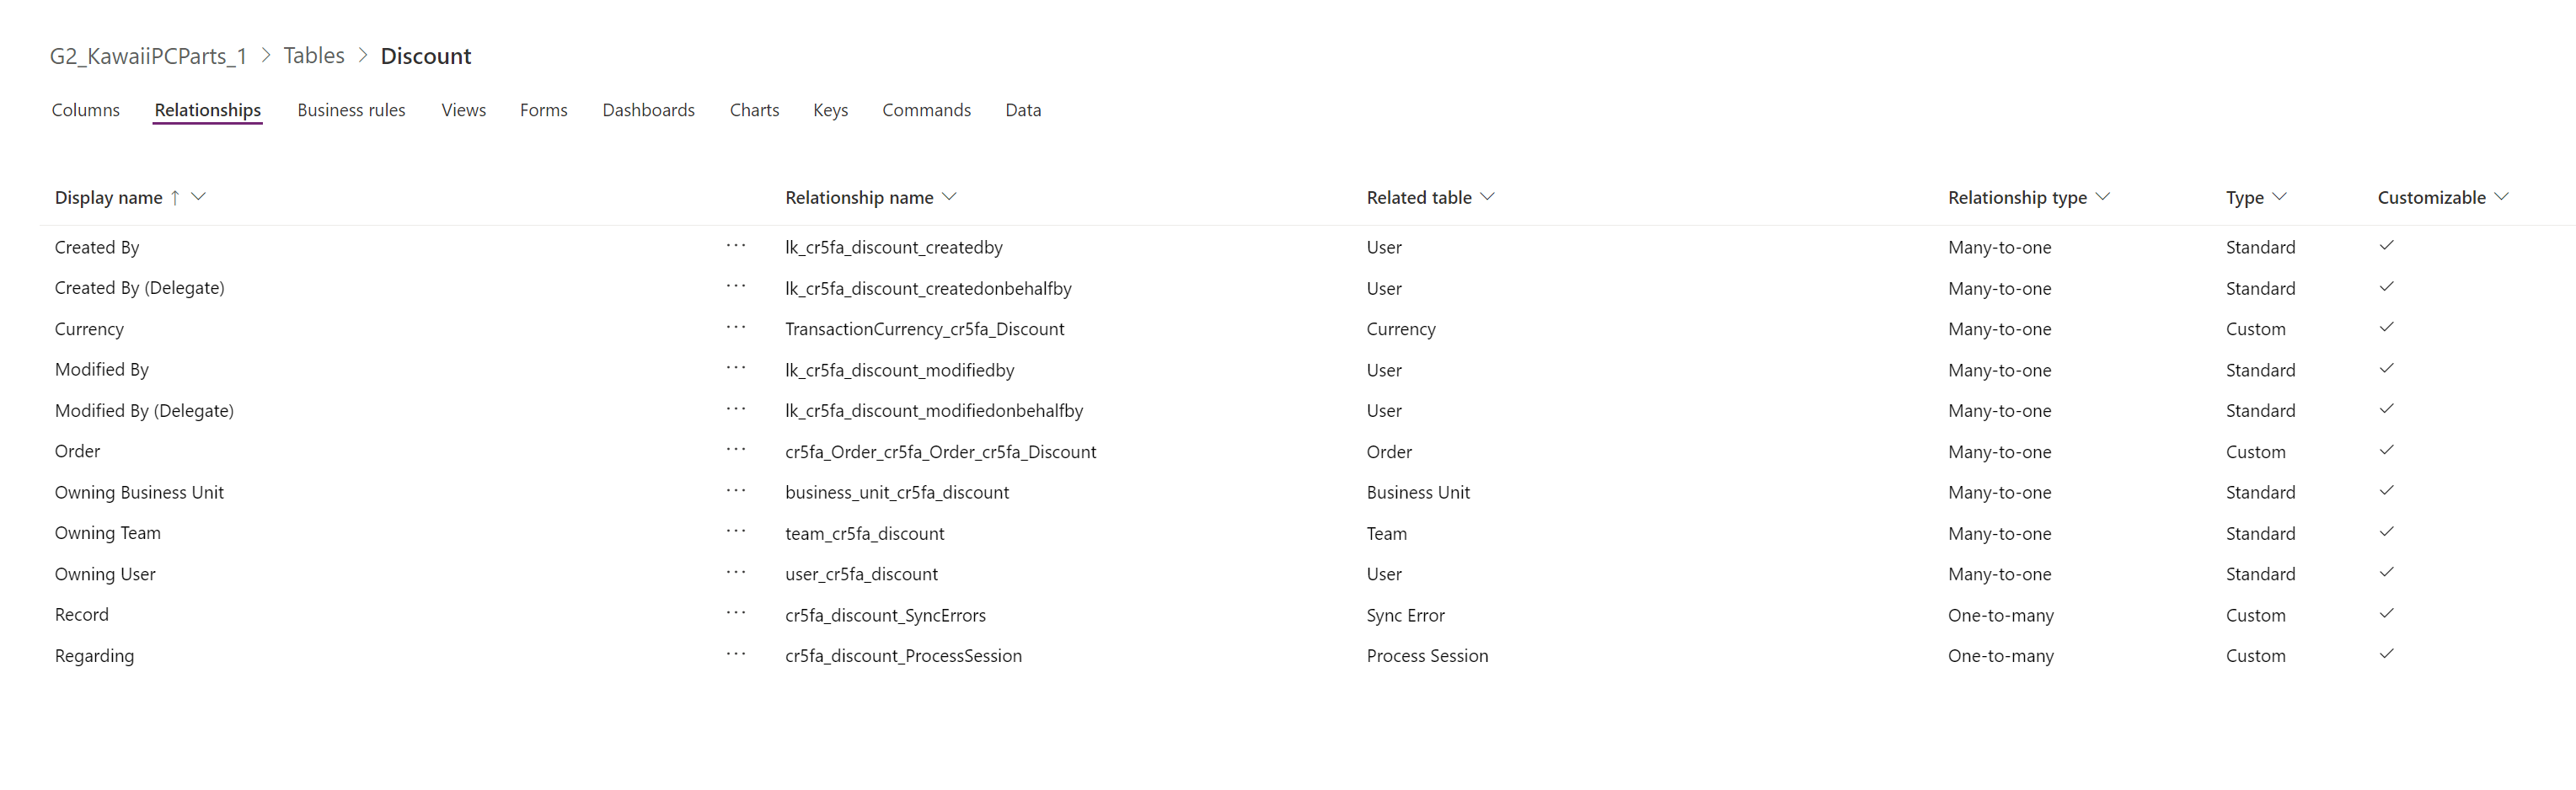 G2_KawaiiPCParts_1 > Tables > Discount
Columns Relationships Business rules Views Forms Dashboards Charts Keys Commands Data
Display name ↑ Relationship name Related table Relationship type Type Customizable
Created By ... lk_cr5fa_discount_createdby User Many-to-one Standard ✓
Created By (Delegate) ... lk_cr5fa_discount_createdonbehalfby User Many-to-one Standard ✓
Currency ... TransactionCurrency_cr5fa_Discount Currency Many-to-one Custom ✓
Modified By ... lk_cr5fa_discount_modifiedby User Many-to-one Standard ✓
Modified By (Delegate) ... lk_cr5fa_discount_modifiedonbehalfby User Many-to-one Standard ✓
Order ... cr5fa_Order_cr5fa_Order_cr5fa_Discount Order Many-to-one Custom ✓
Owning Business Unit ... business_unit_cr5fa_discount Business Unit Many-to-one Standard ✓
Owning Team ... team_cr5fa_discount Team Many-to-one Standard ✓
Owning User ... user_cr5fa_discount User Many-to-one Standard ✓
Record ... cr5fa_discount_SyncErrors Sync Error One-to-many Custom ✓
Regarding ... cr5fa_discount_ProcessSession Process Session One-to-many Custom ✓